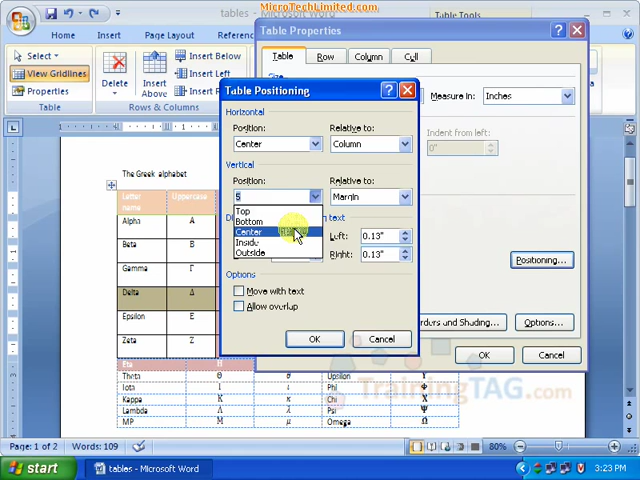 MicroTechLimited.com
tables - Microsoft Word
Table Tools
Home
Insert
Page Layout
Table Properties
Select
View Gridlines
Properties
Table
Delete
Insert Above
Insert Below
Rows & Columns
Table
Row
Column
Cell
Size
Measure in:
Inches
Indent from left:
0"
Positioning...
Borders and Shading...
Options...
OK
Cancel
Table Positioning
Horizontal
Position:
Relative to:
Center
Column
Vertical
Position:
Relative to:
Margin
Top
Bottom
Center
Inside
Outside
text
Left:
0.13"
Right:
0.13"
Options
Move with text
Allow overlap
OK
Cancel
The Greek alphabet
Letter name
Uppercase
Alpha Α
Beta Β
Gamma Γ
Delta Δ
Epsilon Ε
Zeta Ζ
Eta Η
Theta Θ θ Upsilon Υ
Iota Ι ι Phi Φ
Kappa Κ κ Chi Χ
Lambda Λ λ Psi Ψ
MP Μ μ Omega Ω
TrainingTAG.com
Page: 1 of 2
Words: 109
80%
start
tables - Microsoft Word
3:23 PM